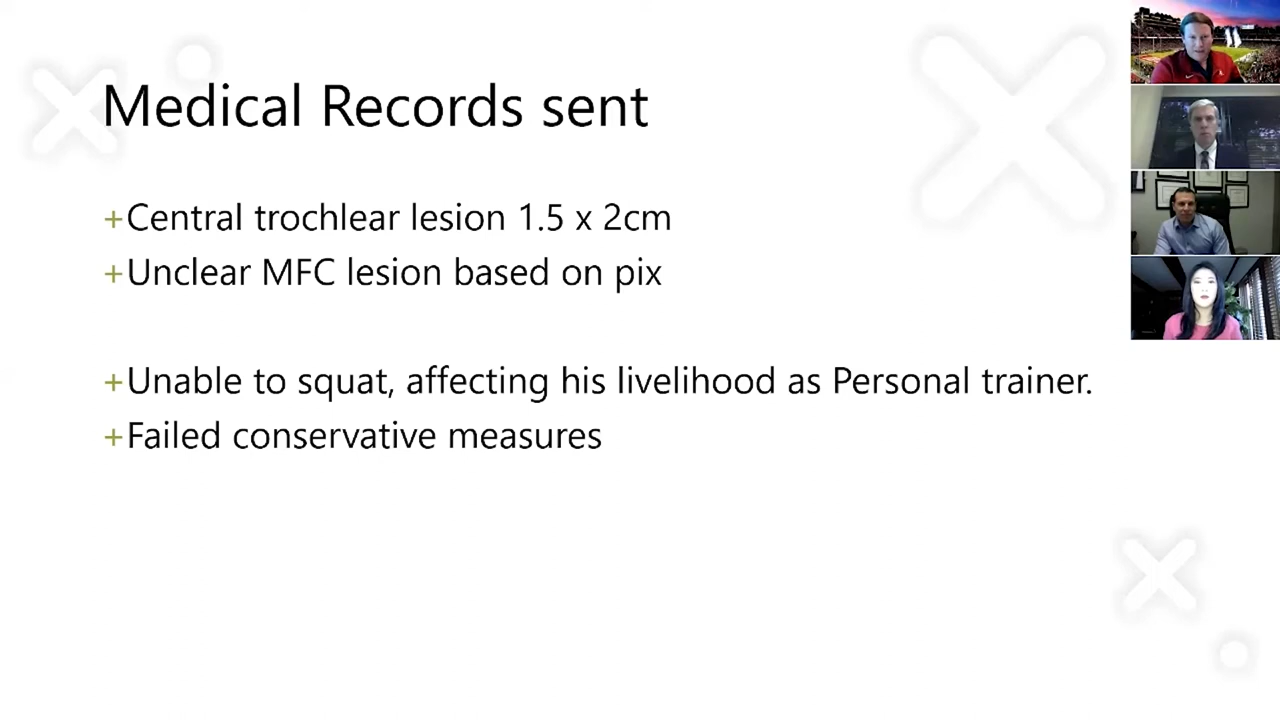 Medical Records sent
+Central trochlear lesion 1.5 x 2cm
+Unclear MFC lesion based on pix
+Unable to squat, affecting his livelihood as Personal trainer.
+Failed conservative measures